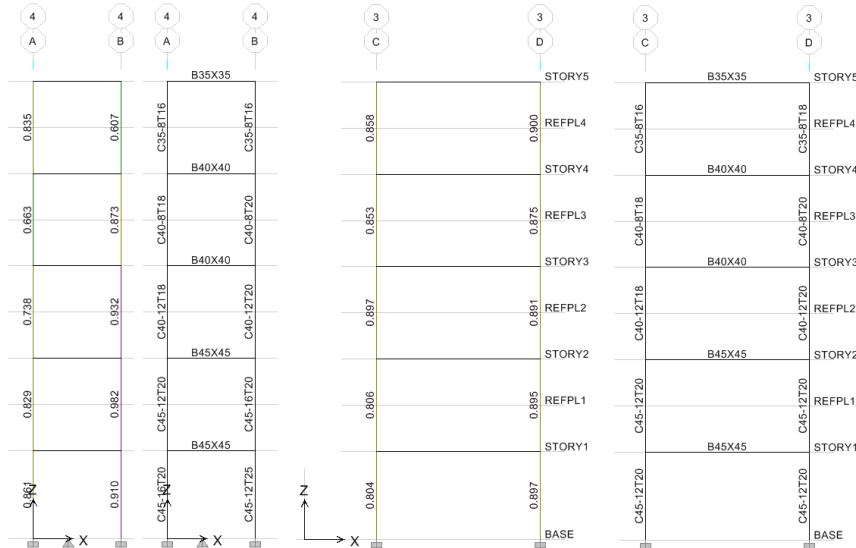 4 4 3 3
A B C D
4 4 3 3
A B C D
B35X35
B35X35
STORY5
STORY5
0.835
0.607
C35-8T16
C35-8T16
0.858
0.900
REFPL4
C35-8T16
C35-8T18
REFPL4
B40X40
STORY4
B40X40
STORY4
0.663
0.873
C40-8T18
C40-8T20
0.853
0.875
REFPL3
C40-8T18
C40-8T20
REFPL3
B40X40
STORY3
B40X40
STORY3
0.738
0.932
C40-12T18
C40-12T20
0.897
0.891
REFPL2
C40-12T18
C40-12T20
REFPL2
B45X45
STORY2
B45X45
STORY2
0.829
0.982
C45-12T20
C45-16T20
0.806
0.895
REFPL1
C45-12T20
C45-12T20
REFPL1
B45X45
STORY1
B45X45
STORY1
0.861
0.910
C45-16T20
C45-12T25
0.804
0.897
C45-12T20
C45-12T20
Z
Z
Z
X
X
X
BASE
BASE